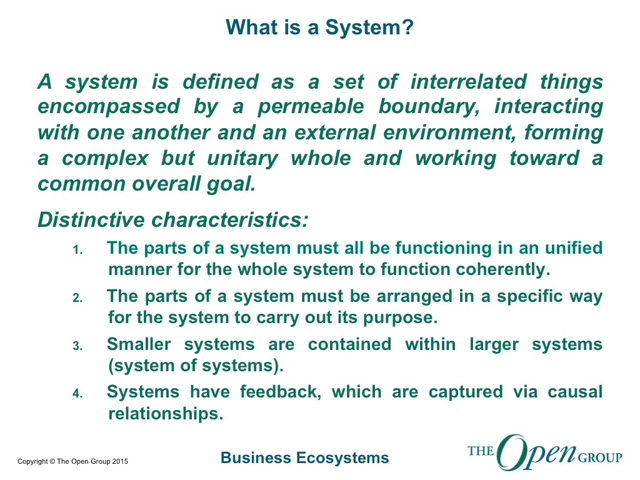 What is a System?
A system is defined as a set of interrelated things
encompassed by a permeable boundary, interacting
with one another and an external environment, forming
a complex but unitary whole and working toward a
common overall goal.
Distinctive characteristics:
1. The parts of a system must all be functioning in an unified
manner for the whole system to function coherently.
2. The parts of a system must be arranged in a specific way
for the system to carry out its purpose.
3. Smaller systems are contained within larger systems
(system of systems).
4. Systems have feedback, which are captured via causal
relationships.
Copyright © The Open Group 2015
Business Ecosystems
THE Open GROUP